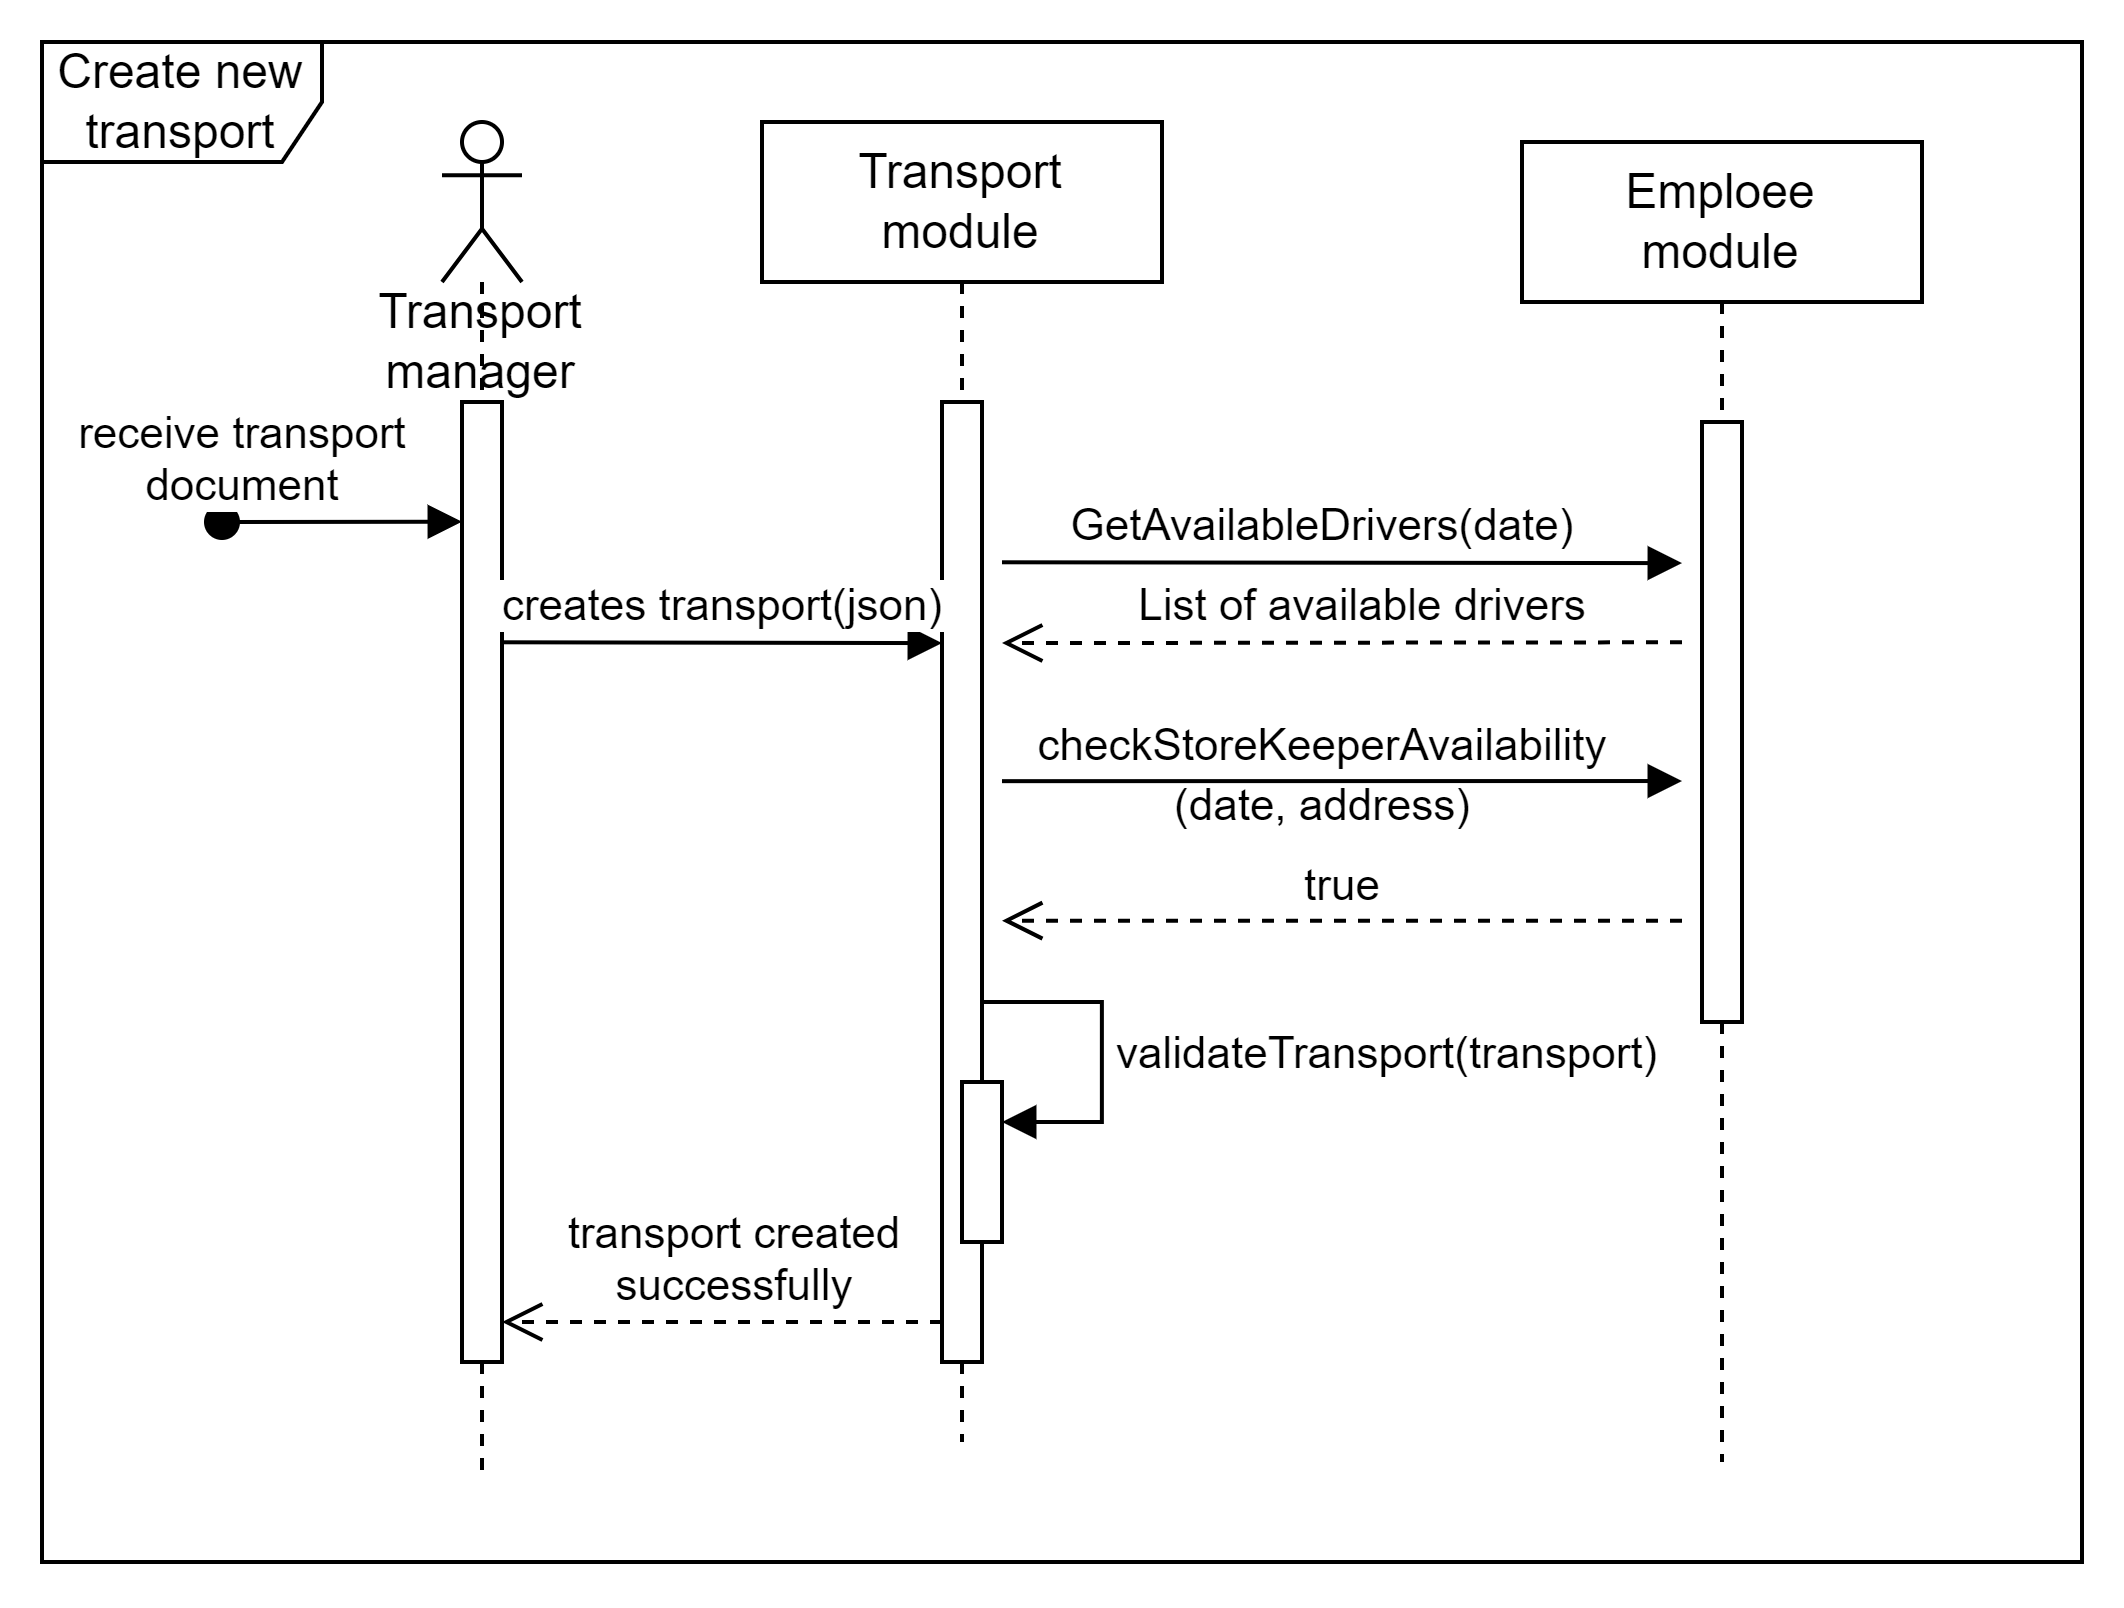 Create new
transport
Transport
module
Emploee
module
Transport
manager
receive transport
document
GetAvailableDrivers(date)
creates transport(json)
List of available drivers
checkStoreKeeperAvailability
(date, address)
true
validateTransport(transport)
transport created
successfully